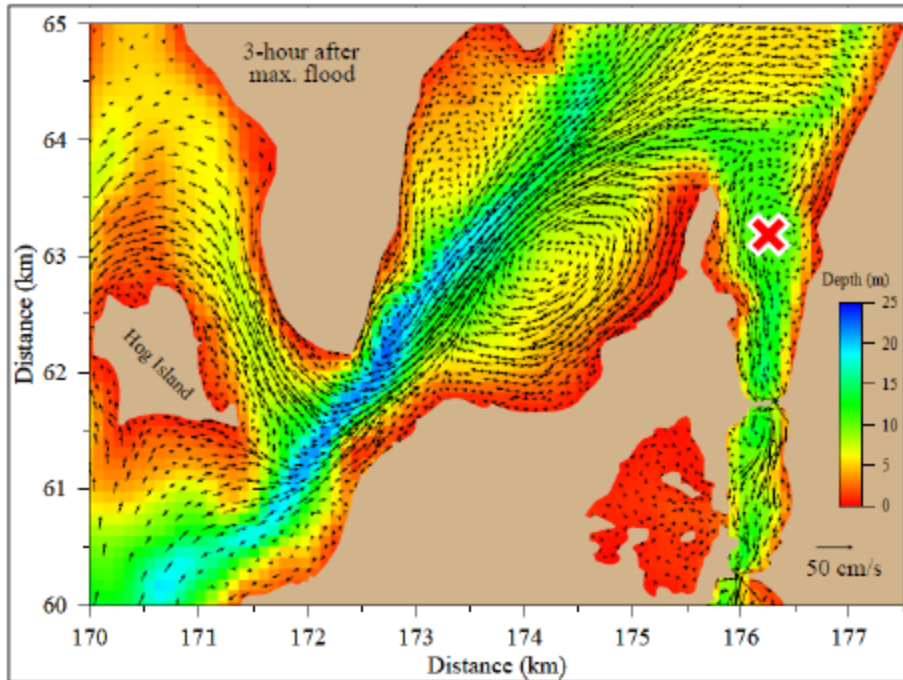 65
3-hour after
max. flood
64
63
Depth (m)
25
20
15
10
5
0
Hog Island
62
61
50 cm/s
60
170
171
172
173
174
175
176
177
Distance (km)
Distance (km)